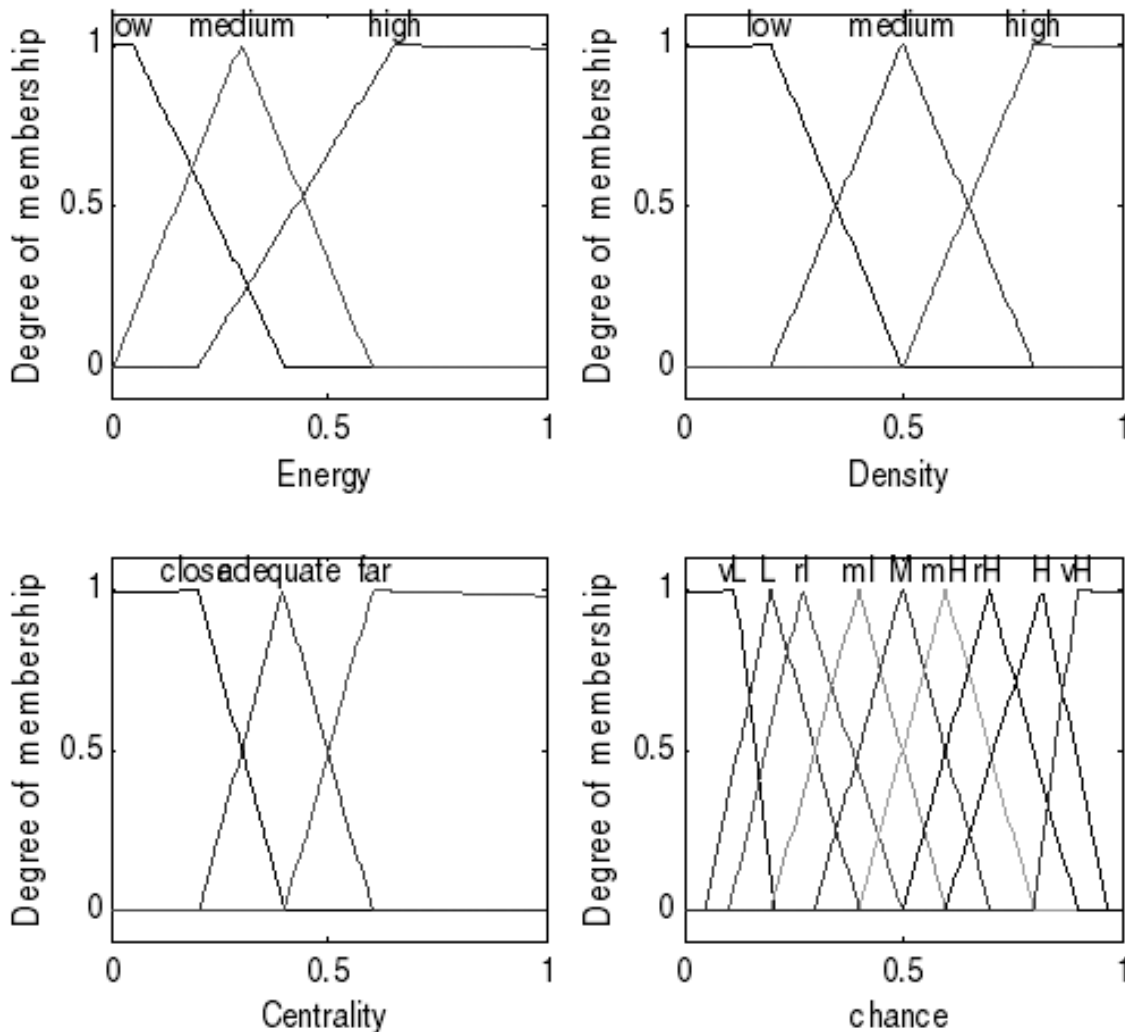 low medium high
Degree of membership
1
0.5
0
0 0.5 1
Energy
low medium high
Degree of membership
1
0.5
0
0 0.5 1
Density
close adequate far
Degree of membership
1
0.5
0
0 0.5 1
Centrality
vL L rl ml M mH rH H vH
Degree of membership
1
0.5
0
0 0.5 1
chance